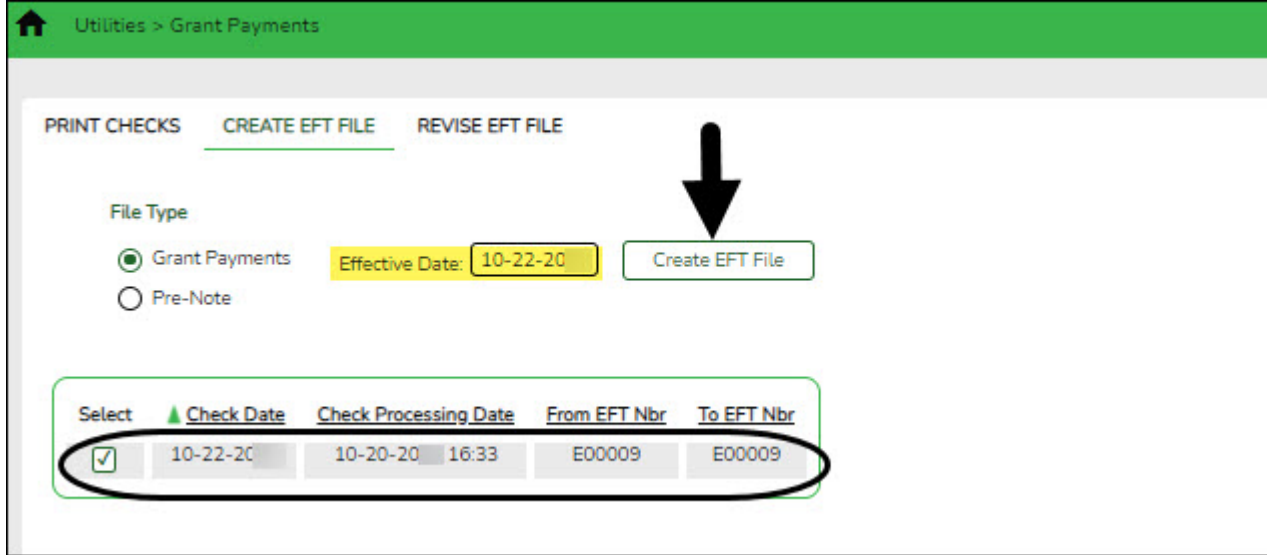 Utilities > Grant Payments
PRINT CHECKS CREATE EFT FILE REVISE EFT FILE
File Type
Grant Payments Effective Date: 10-22-20 Create EFT File
Pre-Note
Select Check Date Check Processing Date From EFT Nbr To EFT Nbr
10-22-20 10-20-20 16:33 E00009 E00009